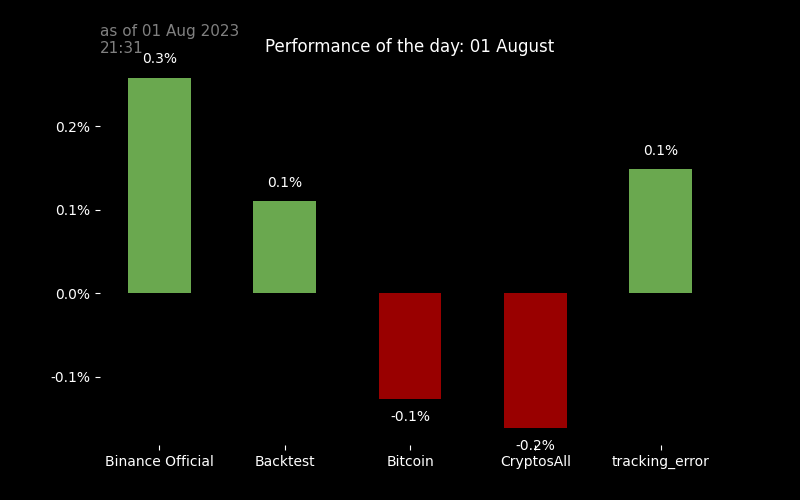 as of 01 Aug 2023
21:31
Performance of the day: 01 August
0.3%
0.2%
0.1%
0.1%
0.1%
0.0%
-0.1%
-0.1%
-0.2%
Binance Official
Backtest
Bitcoin
CryptosAll
tracking_error